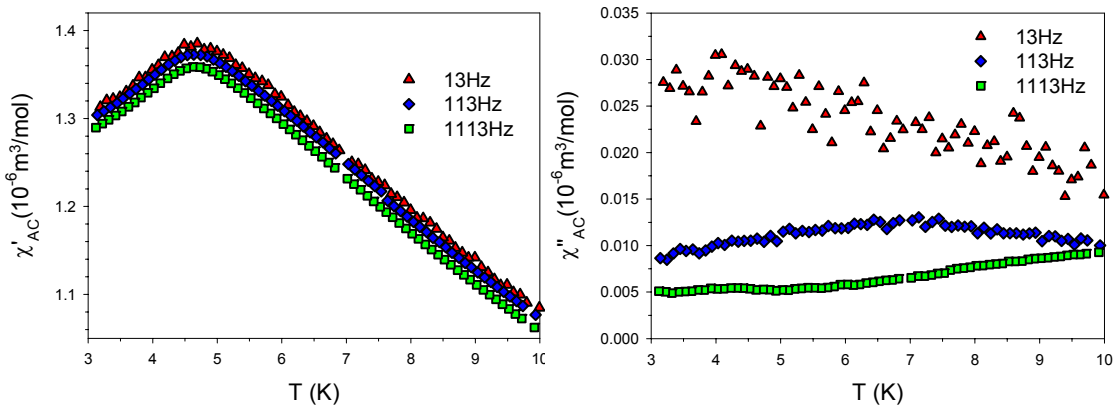 χ'AC(10-6m3/mol)
1.4
1.3
1.2
1.1
3 4 5 6 7 8 9 10
T (K)
13Hz
113Hz
1113Hz
χ''AC(10-6m3/mol)
0.035
0.030
0.025
0.020
0.015
0.010
0.005
0.000
3 4 5 6 7 8 9 10
T (K)
13Hz
113Hz
1113Hz